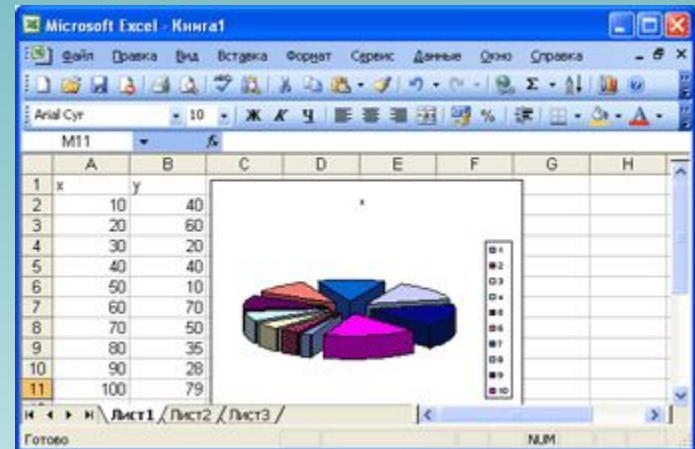 Microsoft Excel - Книга1
Файл Правка Вид Вставка Формат Сервис Данные Окно Справка
Arial Cyr 10 Ж К Ч %
M11 fx
A B C D E F G H
1 x y
2 10 40
3 20 60
4 30 20
5 40 40
6 50 10
7 60 70
8 70 50
9 80 35
10 90 28
11 100 79
x
1
2
3
4
5
6
7
8
9
10
Лист1 Лист2 Лист3
Готово NUM